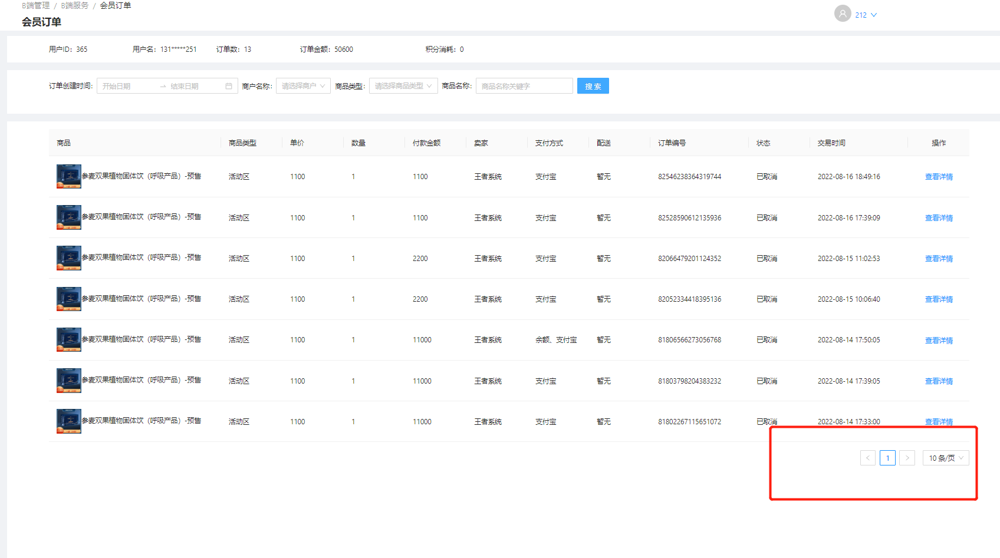 B端管理 / B端服务 / 会员订单
会员订单
212
用户ID: 365 用户名: 131*****251 订单数: 13 订单金额: 50600 积分消耗: 0
订单创建时间: 开始日期 → 结束日期 商户名称: 请选择商户 商品类型: 请选择商品类型 商品名称: 商品名称关键字 搜 索
商品 商品类型 单价 数量 付款金额 卖家 支付方式 配送 订单编号 状态 交易时间 操作
参麦双果植物固体饮（呼吸产品）-预售 活动区 1100 1 1100 王者系统 支付宝 暂无 82546238364319744 已取消 2022-08-16 18:49:16 查看详情
参麦双果植物固体饮（呼吸产品）-预售 活动区 1100 1 1100 王者系统 支付宝 暂无 82528590612135936 已取消 2022-08-16 17:39:09 查看详情
参麦双果植物固体饮（呼吸产品）-预售 活动区 1100 1 2200 王者系统 支付宝 暂无 82066479201124352 已取消 2022-08-15 11:02:53 查看详情
参麦双果植物固体饮（呼吸产品）-预售 活动区 1100 1 2200 王者系统 支付宝 暂无 82052334418395136 已取消 2022-08-15 10:06:40 查看详情
参麦双果植物固体饮（呼吸产品）-预售 活动区 1100 1 11000 王者系统 余额、支付宝 暂无 81806566273056768 已取消 2022-08-14 17:50:05 查看详情
参麦双果植物固体饮（呼吸产品）-预售 活动区 1100 1 11000 王者系统 支付宝 暂无 81803798204383232 已取消 2022-08-14 17:39:05 查看详情
参麦双果植物固体饮（呼吸产品）-预售 活动区 1100 1 11000 王者系统 支付宝 暂无 81802267115651072 已取消 2022-08-14 17:33:00 查看详情
< 1 > 10 条/页